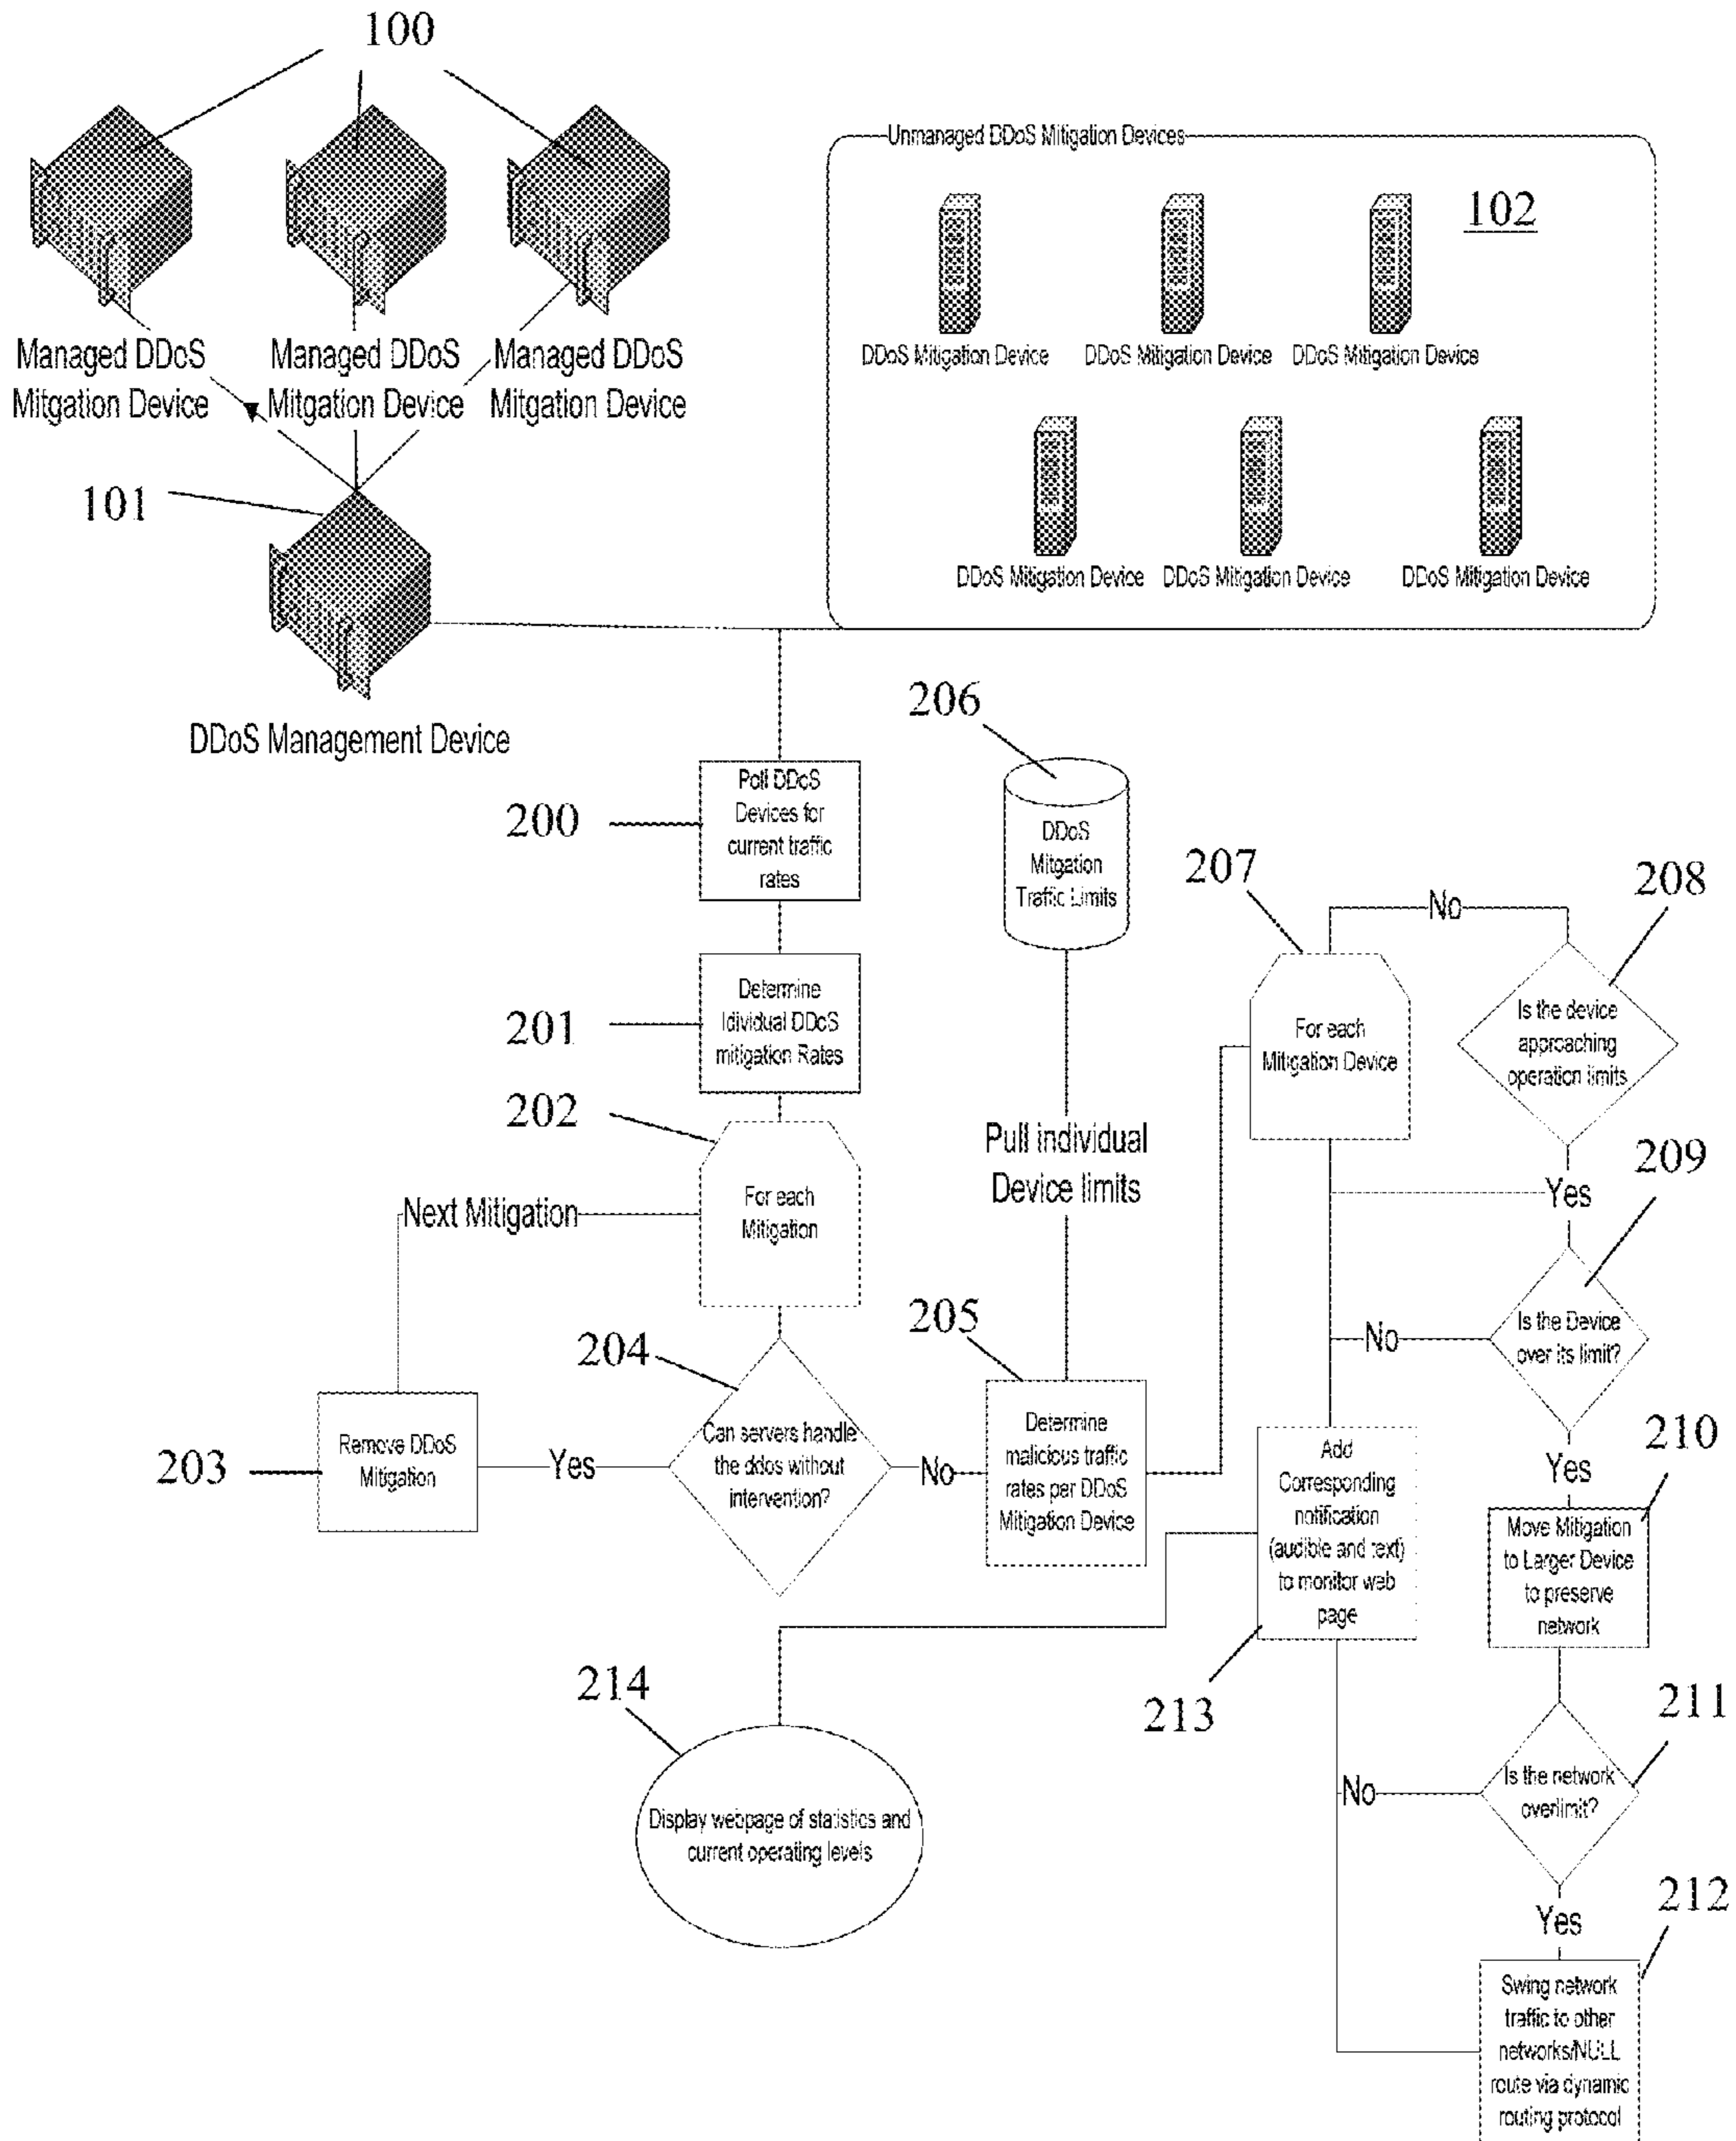 100
Unmanaged DDoS Mitigation Devices
102
DDoS Mitigation Device
DDoS Mitigation Device
DDoS Mitigation Device
Managed DDoS
Mitgation Device
Managed DDoS
Mitgation Device
Managed DDoS
Mitgation Device
101
DDoS Mitigation Device
DDoS Mitigation Device
DDoS Mitigation Device
DDoS Management Device
200
Poll DDoS
Devices for
current traffic
rates
206
DDoS
Mitgation
Traffic Limits
207
No
208
201
Determine
Idividual DDoS
mitigation Rates
For each
Mitigation Device
Is the device
approaching
operation limits
202
Pull individual
Device limits
Yes
209
Next Mitigation
For each
Mitigation
204
205
No
Is the Device
over its limit?
203
Remove DDoS
Mitigation
Yes
Can servers handle
the ddos without
intervention?
No
Determine
malicious traffic
rates per DDoS
Mitigation Device
Add
Corresponding
notification
(audible and text)
to monitor web
page
Yes
210
Move Mitigation
to Larger Device
to preserve
network
214
213
211
Display webpage of statistics and
current operating levels
No
Is the network
overlimit?
Yes
212
Swing network
traffic to other
networks/NULL
route via dynamic
routing protocol